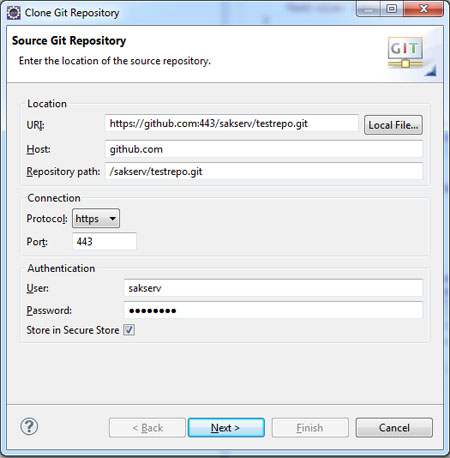 Clone Git Repository
Source Git Repository
Enter the location of the source repository.
GIT
Location
URI: https://github.com:443/sakserv/testrepo.git Local File...
Host: github.com
Repository path: /sakserv/testrepo.git
Connection
Protocol: https
Port: 443
Authentication
User: sakserv
Password: ●●●●●●●●
Store in Secure Store
? < Back Next > Finish Cancel